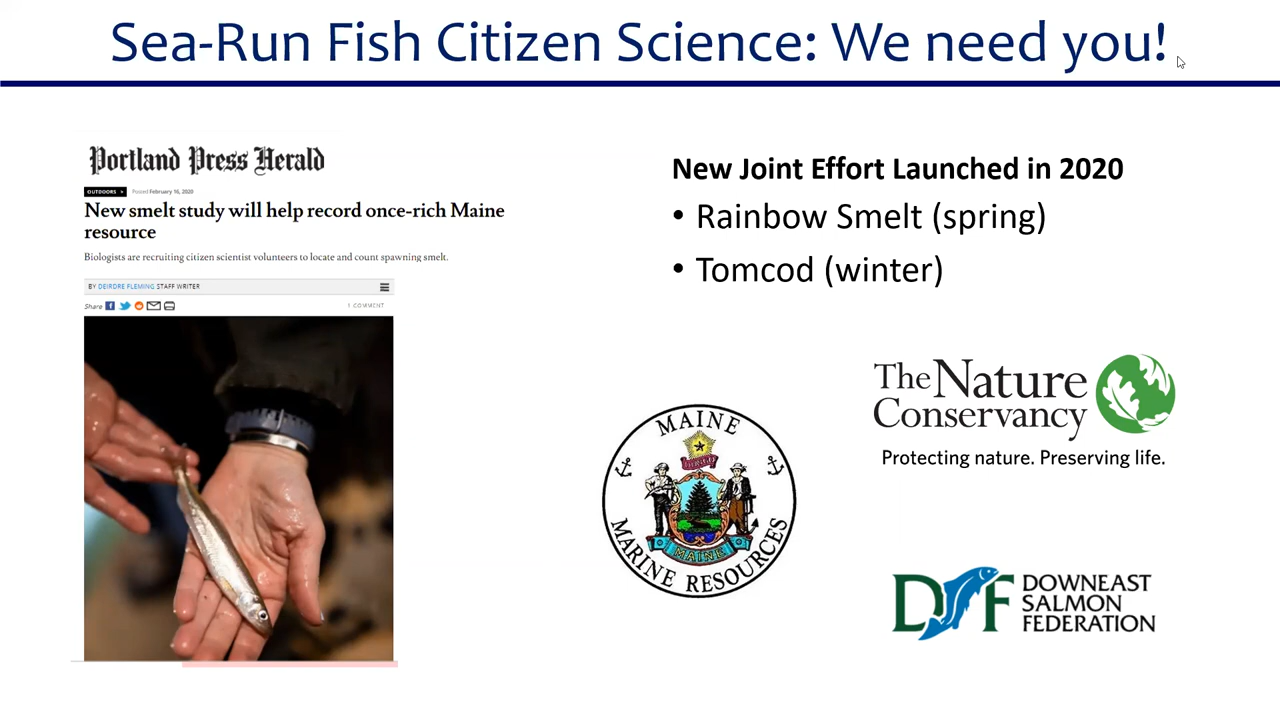 Sea-Run Fish Citizen Science: We need you!
Portland Press Herald
OUTDOORS Posted February 16, 2020
New smelt study will help record once-rich Maine
resource
Biologists are recruiting citizen scientist volunteers to locate and count spawning smelt.
BY DEIRDRE FLEMING STAFF WRITER
Share 1 COMMENT
New Joint Effort Launched in 2020
• Rainbow Smelt (spring)
• Tomcod (winter)
MAINE
DIRIGO
MAINE
MARINE RESOURCES
The Nature
Conservancy
Protecting nature. Preserving life.
DSF DOWNEAST
SALMON
FEDERATION